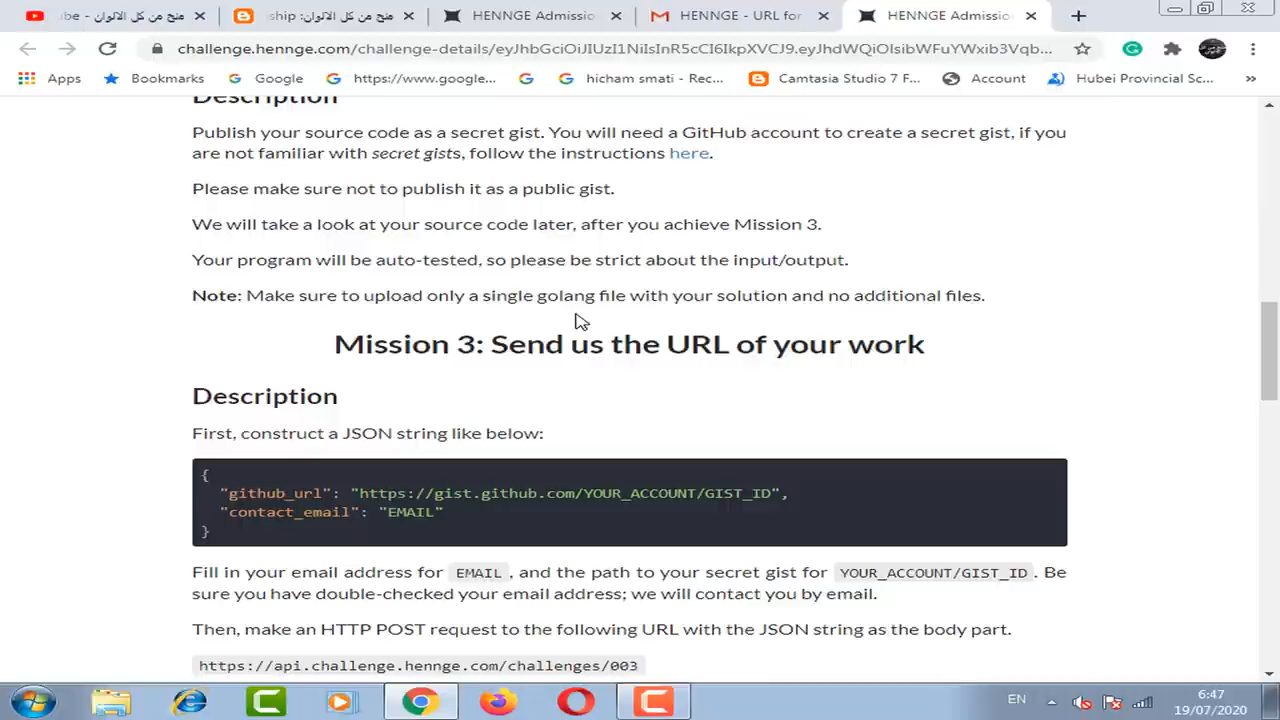 ube - منح من كل الالوان
ship: منح من كل الالوان
HENNGE Admissio
HENNGE - URL for
HENNGE Admissio
challenge.hennge.com/challenge-details/eyJhbGciOiJIUzI1NiIsInR5cCI6IkpXVCJ9.eyJhdWQiOlsibWFuYWxib3Vqb...
Apps
Bookmarks
Google
https://www.google...
hicham smati - Rec...
Camtasia Studio 7 F...
Account
Hubei Provincial Sc...
»
Description
Publish your source code as a secret gist. You will need a GitHub account to create a secret gist, if you
are not familiar with secret gists, follow the instructions here.
Please make sure not to publish it as a public gist.
We will take a look at your source code later, after you achieve Mission 3.
Your program will be auto-tested, so please be strict about the input/output.
Note: Make sure to upload only a single golang file with your solution and no additional files.
Mission 3: Send us the URL of your work
Description
First, construct a JSON string like below:
{
"github_url": "https://gist.github.com/YOUR_ACCOUNT/GIST_ID",
"contact_email": "EMAIL"
}
Fill in your email address for EMAIL , and the path to your secret gist for YOUR_ACCOUNT/GIST_ID . Be
sure you have double-checked your email address; we will contact you by email.
Then, make an HTTP POST request to the following URL with the JSON string as the body part.
https://api.challenge.hennge.com/challenges/003
EN
6:47
19/07/2020